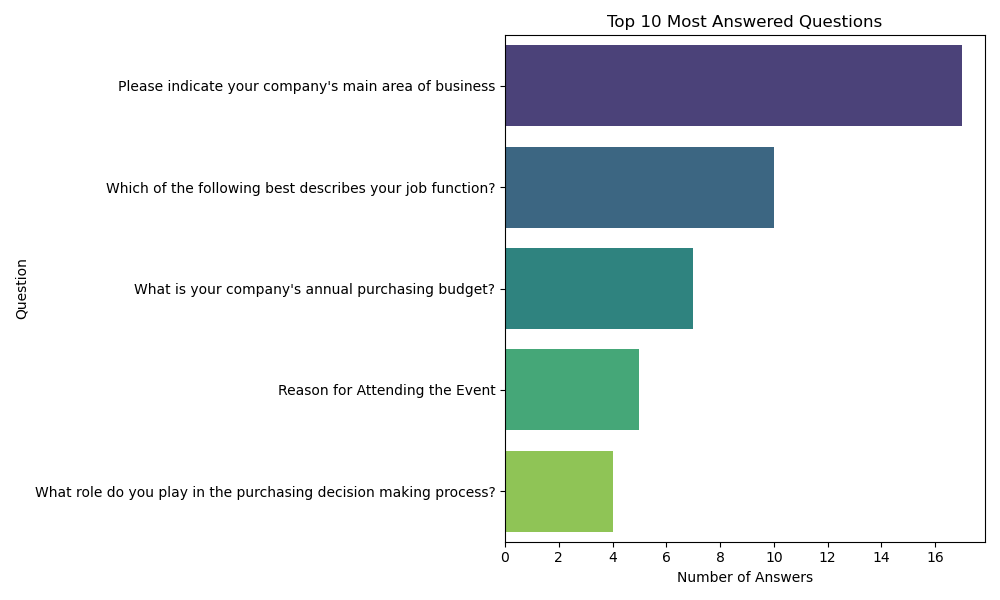 Top 10 Most Answered Questions
Question
Please indicate your company's main area of business
Which of the following best describes your job function?
What is your company's annual purchasing budget?
Reason for Attending the Event
What role do you play in the purchasing decision making process?
0 2 4 6 8 10 12 14 16
Number of Answers